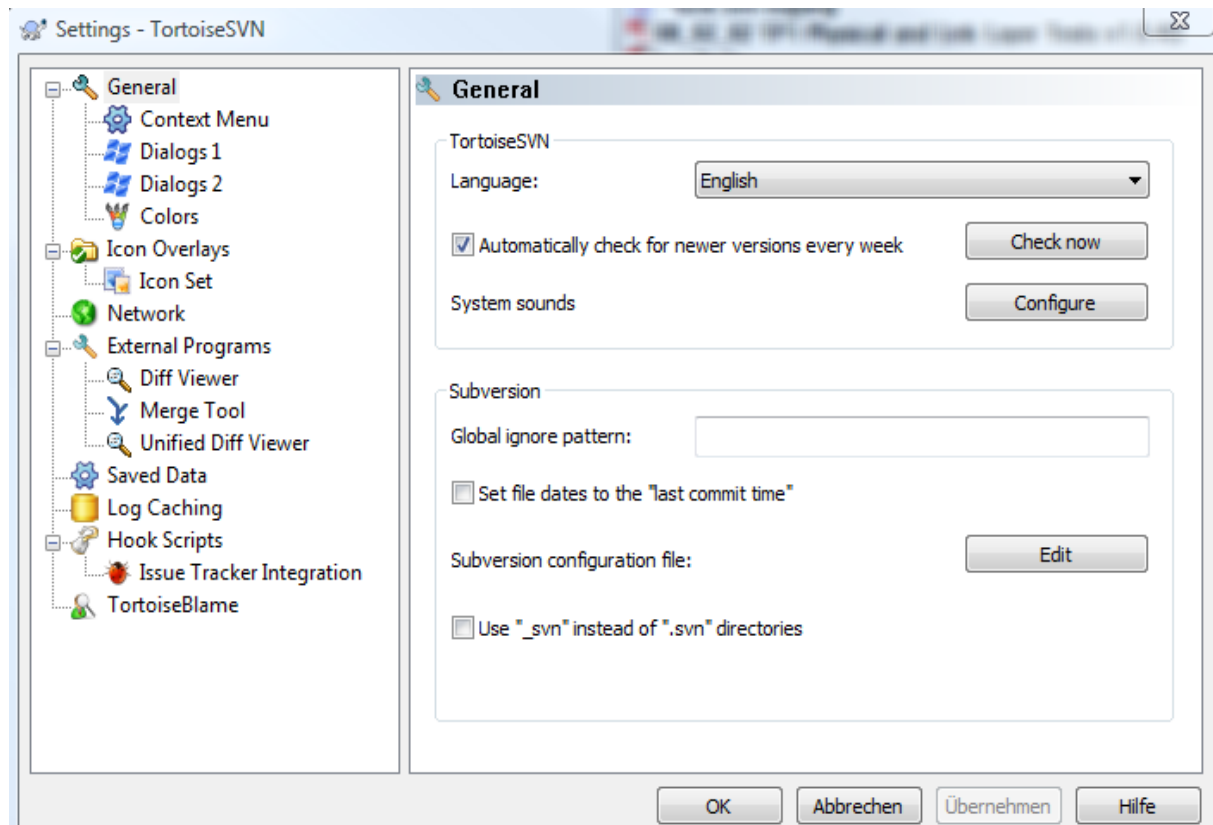 Settings - TortoiseSVN
General
Context Menu
Dialogs 1
Dialogs 2
Colors
Icon Overlays
Icon Set
Network
External Programs
Diff Viewer
Merge Tool
Unified Diff Viewer
Saved Data
Log Caching
Hook Scripts
Issue Tracker Integration
TortoiseBlame
General
TortoiseSVN
Language:
English
Automatically check for newer versions every week
Check now
System sounds
Configure
Subversion
Global ignore pattern:
Set file dates to the "last commit time"
Subversion configuration file:
Edit
Use "_svn" instead of ".svn" directories
OK
Abbrechen
Übernehmen
Hilfe